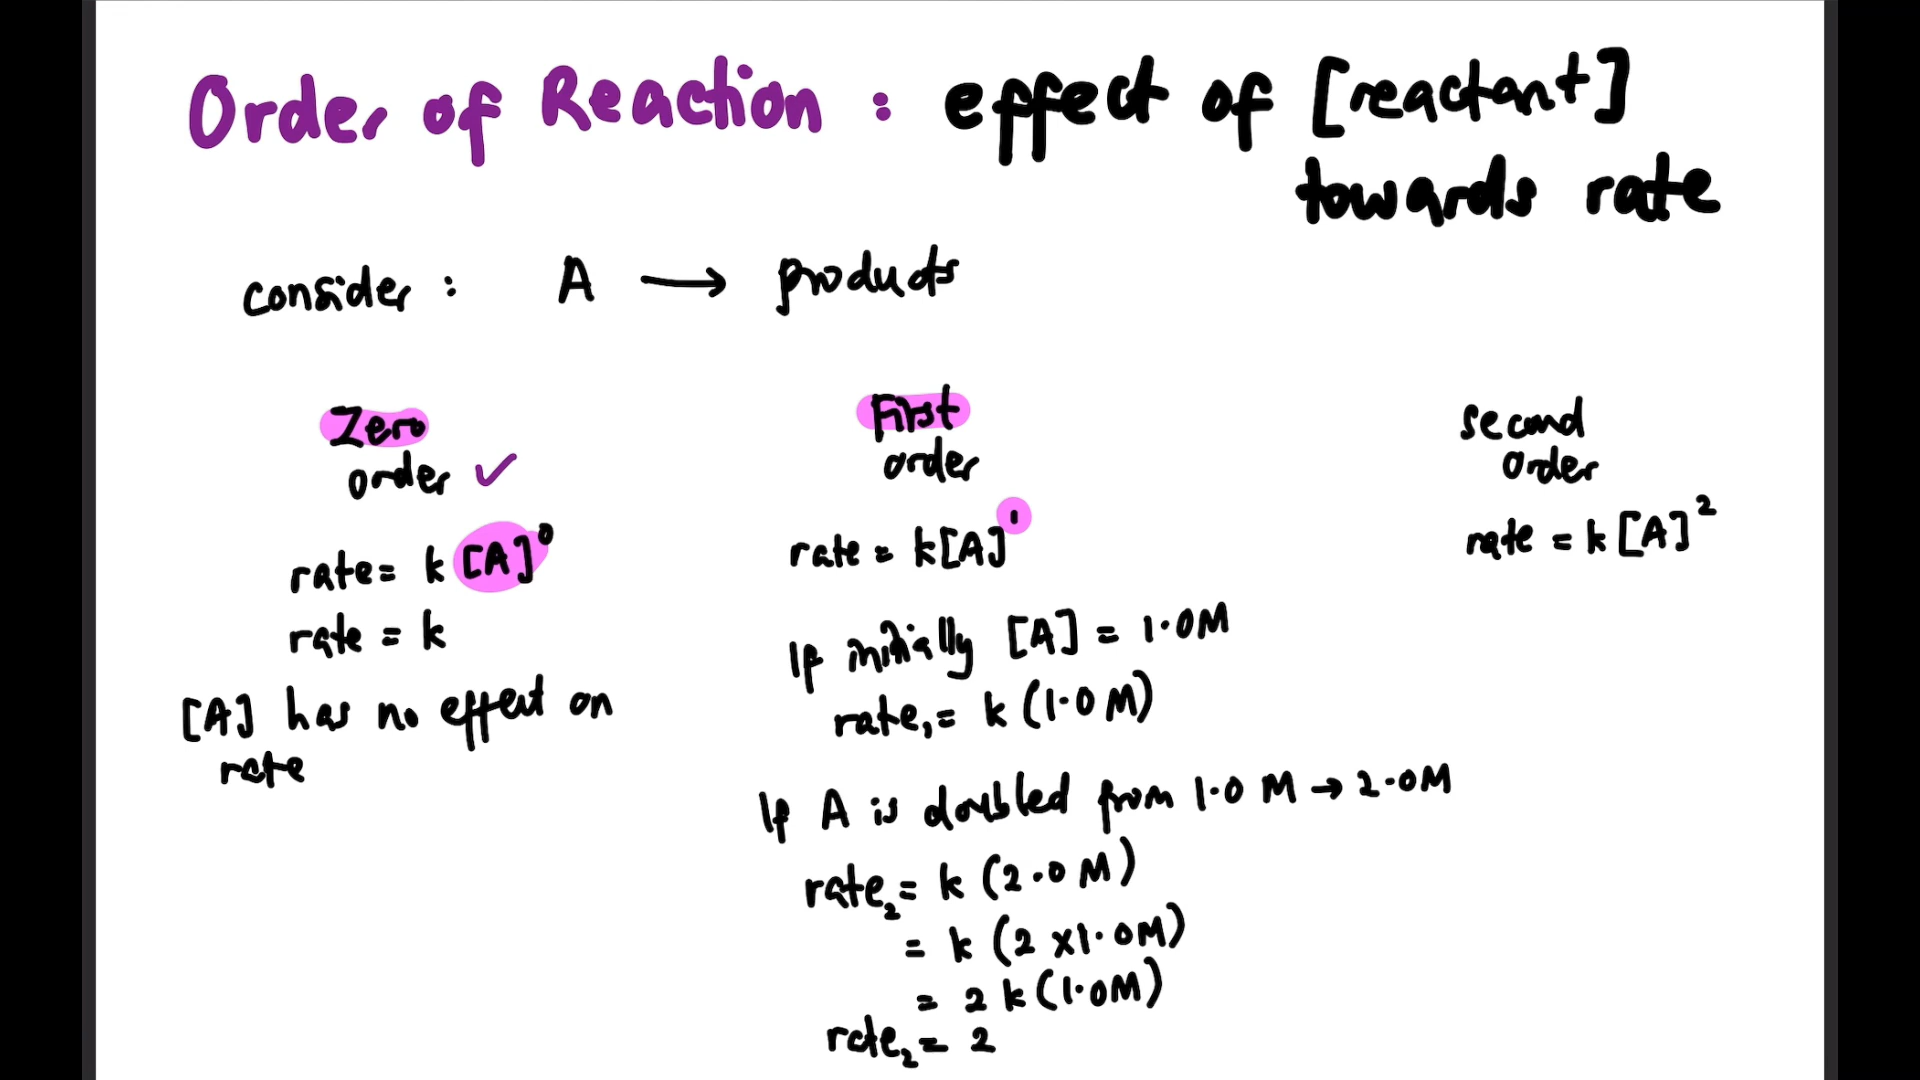 Order of Reaction : effect of [reactant]
towards rate
consider : A → products
Zero
order ✓
rate = k [A]⁰
rate = k
[A] has no effect on
rate
First
order
rate = k[A]¹
If initially [A] = 1.0M
rate₁ = k (1.0 M)
If A is doubled from 1.0 M → 2.0M
rate₂ = k (2.0 M)
= k (2 x1.0M)
= 2 k (1.0M)
rate₂ = 2
second
order
rate = k [A]²